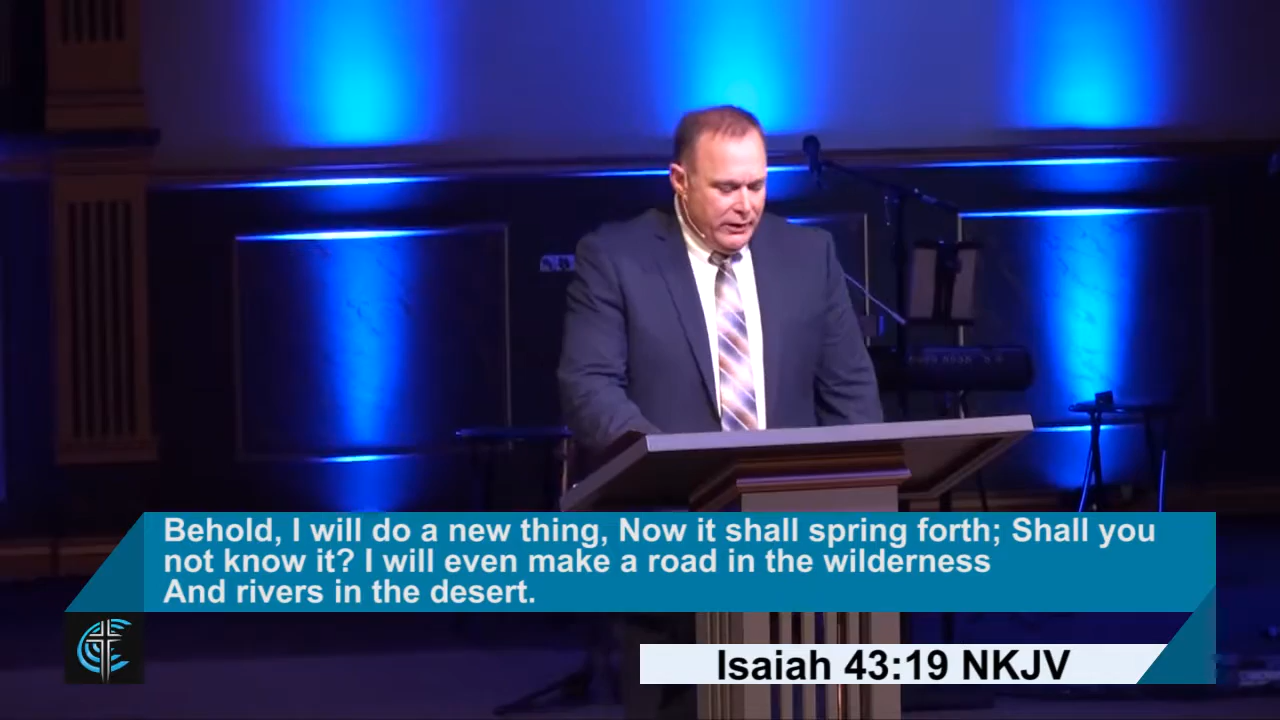 Behold, I will do a new thing, Now it shall spring forth; Shall you
not know it? I will even make a road in the wilderness
And rivers in the desert.
Isaiah 43:19 NKJV